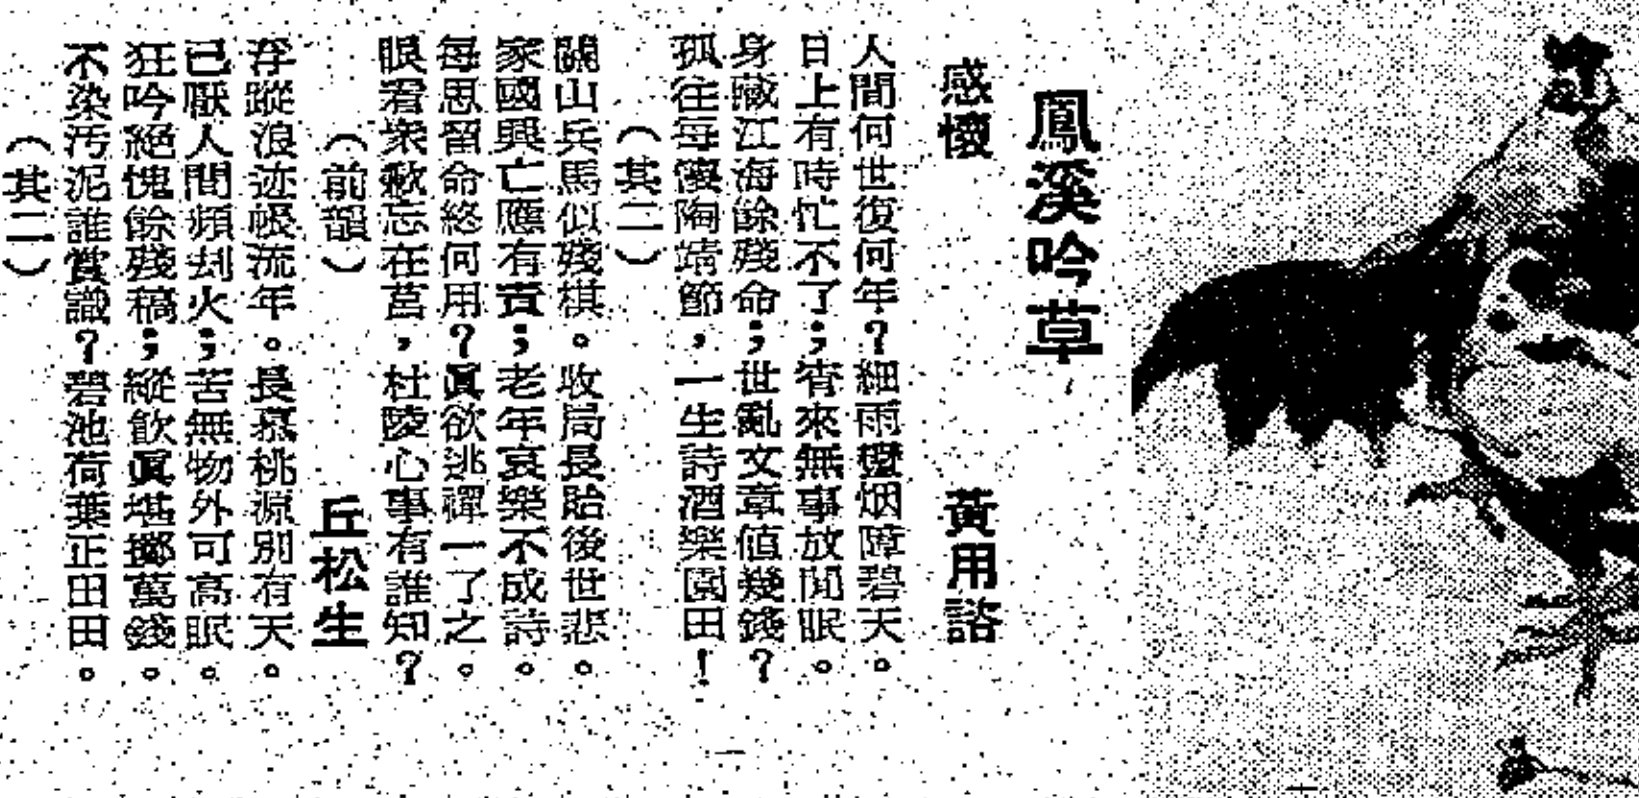 鳳溪吟草
感懷 黃用諮
人間何世復何年？細雨蠻烟障碧天。
日上有時忙不了；宵來無事放閒眠。
身藏江海餘殘命；世亂文章值幾錢？
孤往每懷陶靖節，一生詩酒樂園田！
（其二）
關山兵馬似殘棋。收局長貽後世悲。
家國興亡應有責；老年哀樂不成詩。
每思留命終何用？眞欲逃禪一了之。
眼看衆歡忘在莒，杜陵心事有誰知？
（前韻） 丘松生
浮蹤浪迹悵流年。長慕桃源別有天。
已厭人間頻刦火；苦無物外可高眠。
狂吟絕愧餘殘稿；縱飲眞堪擲萬錢。
不染汚泥誰賞識？碧池荷葉正田田。
（其二）